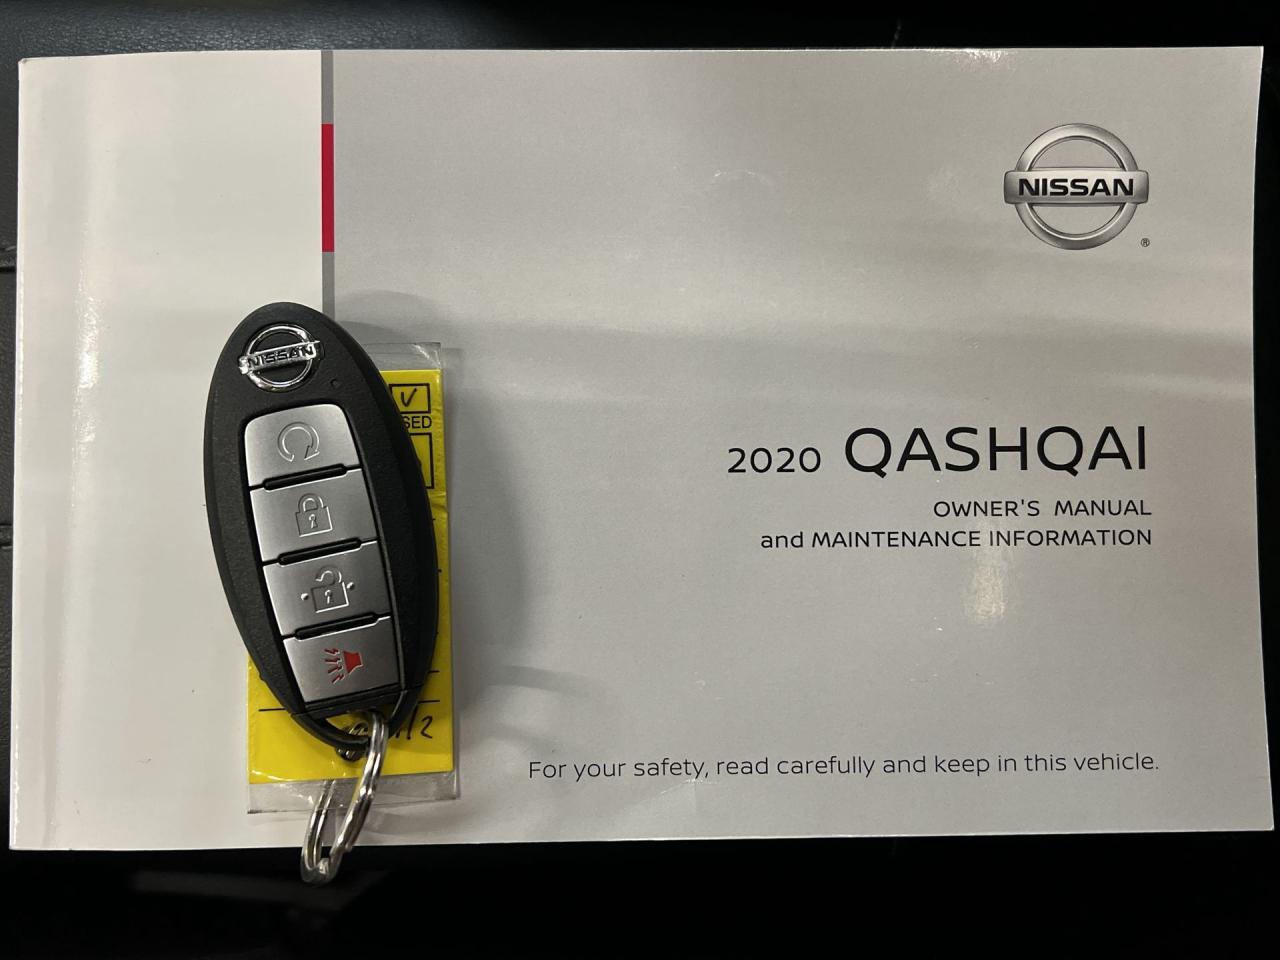 NISSAN
®
NISSAN
2020 QASHQAI
OWNER'S MANUAL
and MAINTENANCE INFORMATION
For your safety, read carefully and keep in this vehicle.